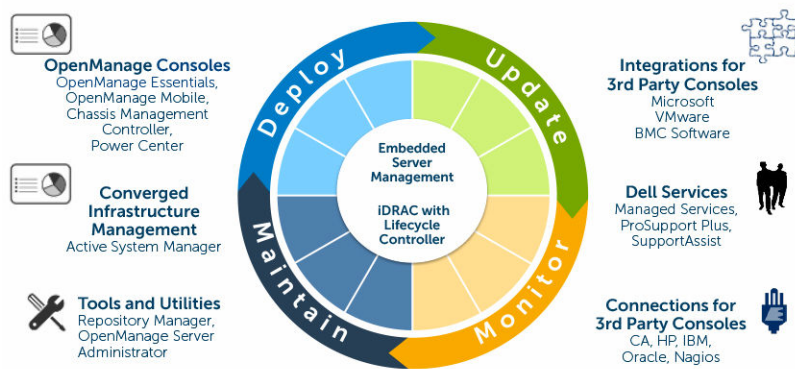 OpenManage Consoles
OpenManage Essentials,
OpenManage Mobile,
Chassis Management
Controller,
Power Center
Converged
Infrastructure
Management
Active System Manager
Tools and Utilities
Repository Manager,
OpenManage Server
Administrator
Deploy
Update
Monitor
Maintain
Embedded
Server
Management
iDRAC with
Lifecycle
Controller
Integrations for
3rd Party Consoles
Microsoft
VMware
BMC Software
Dell Services
Managed Services,
ProSupport Plus,
SupportAssist
Connections for
3rd Party Consoles
CA, HP, IBM,
Oracle, Nagios